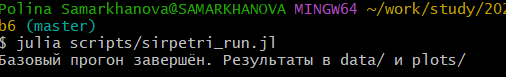 Polina Samarkhanova@SAMARKHANOVA MINGW64 ~/work/study/202
b6 (master)
$ julia scripts/sirpetri_run.jl
Базовый прогон завершён. Результаты в data/ и plots/